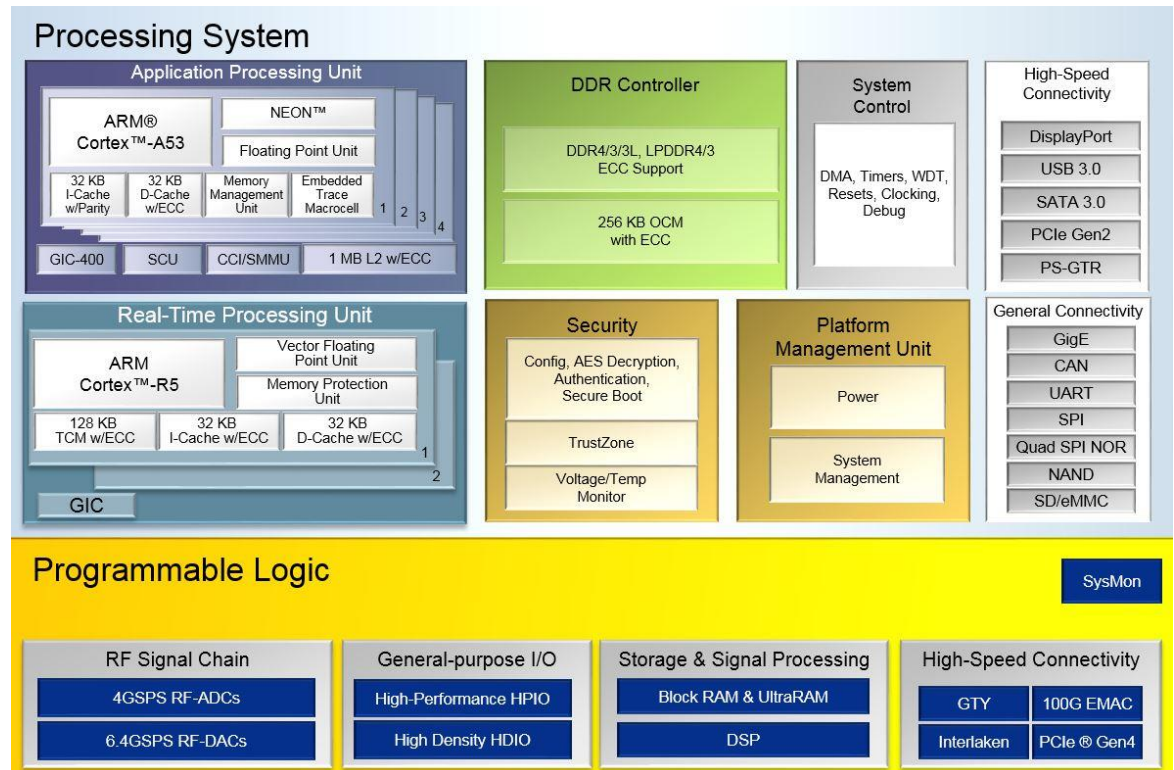 Processing System
Application Processing Unit
ARM®
Cortex™-A53
NEON™
Floating Point Unit
32 KB
I-Cache
w/Parity
32 KB
D-Cache
w/ECC
Memory
Management
Unit
Embedded
Trace
Macrocell
1
2
3
4
GIC-400
SCU
CCI/SMMU
1 MB L2 w/ECC
Real-Time Processing Unit
ARM
Cortex™-R5
Vector Floating
Point Unit
Memory Protection
Unit
128 KB
TCM w/ECC
32 KB
I-Cache w/ECC
32 KB
D-Cache w/ECC
1
2
GIC
DDR Controller
DDR4/3/3L, LPDDR4/3
ECC Support
256 KB OCM
with ECC
System
Control
DMA, Timers, WDT,
Resets, Clocking,
Debug
High-Speed
Connectivity
DisplayPort
USB 3.0
SATA 3.0
PCIe Gen2
PS-GTR
Security
Config, AES Decryption,
Authentication,
Secure Boot
TrustZone
Voltage/Temp
Monitor
Platform
Management Unit
Power
System
Management
General Connectivity
GigE
CAN
UART
SPI
Quad SPI NOR
NAND
SD/eMMC
Programmable Logic
SysMon
RF Signal Chain
4GSPS RF-ADCs
6.4GSPS RF-DACs
General-purpose I/O
High-Performance HPIO
High Density HDIO
Storage & Signal Processing
Block RAM & UltraRAM
DSP
High-Speed Connectivity
GTY
100G EMAC
Interlaken
PCIe ® Gen4